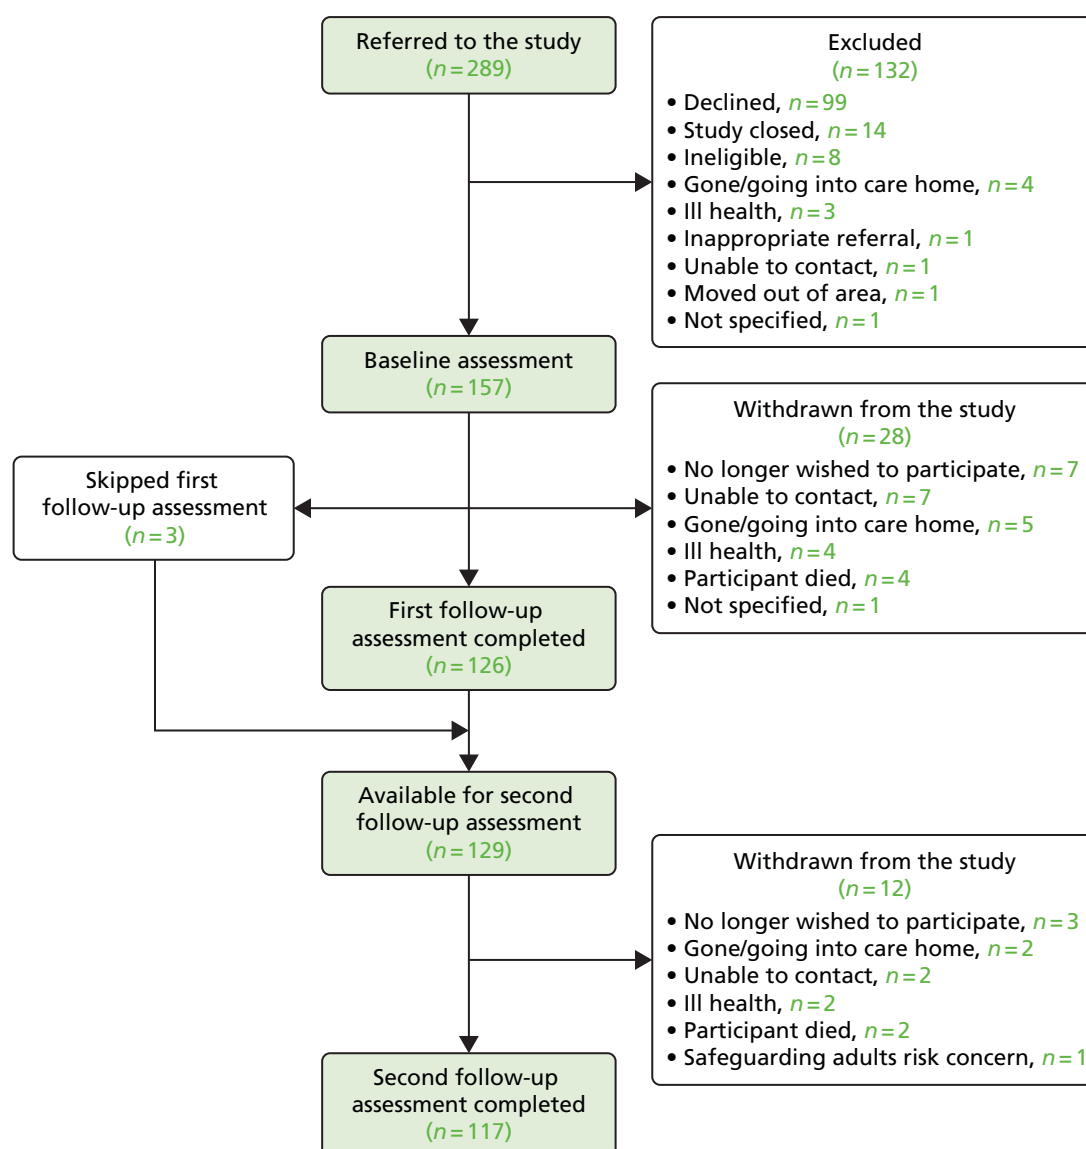 Referred to the study
(n=289)
Excluded
(n=132)
• Declined, n=99
• Study closed, n=14
• Ineligible, n=8
• Gone/going into care home, n=4
• Ill health, n=3
• Inappropriate referral, n=1
• Unable to contact, n=1
• Moved out of area, n=1
• Not specified, n=1
Baseline assessment
(n=157)
Withdrawn from the study
(n=28)
• No longer wished to participate, n=7
• Unable to contact, n=7
• Gone/going into care home, n=5
• Ill health, n=4
• Participant died, n=4
• Not specified, n=1
Skipped first
follow-up assessment
(n=3)
First follow-up
assessment completed
(n=126)
Available for second
follow-up assessment
(n=129)
Withdrawn from the study
(n=12)
• No longer wished to participate, n=3
• Gone/going into care home, n=2
• Unable to contact, n=2
• Ill health, n=2
• Participant died, n=2
• Safeguarding adults risk concern, n=1
Second follow-up
assessment completed
(n=117)